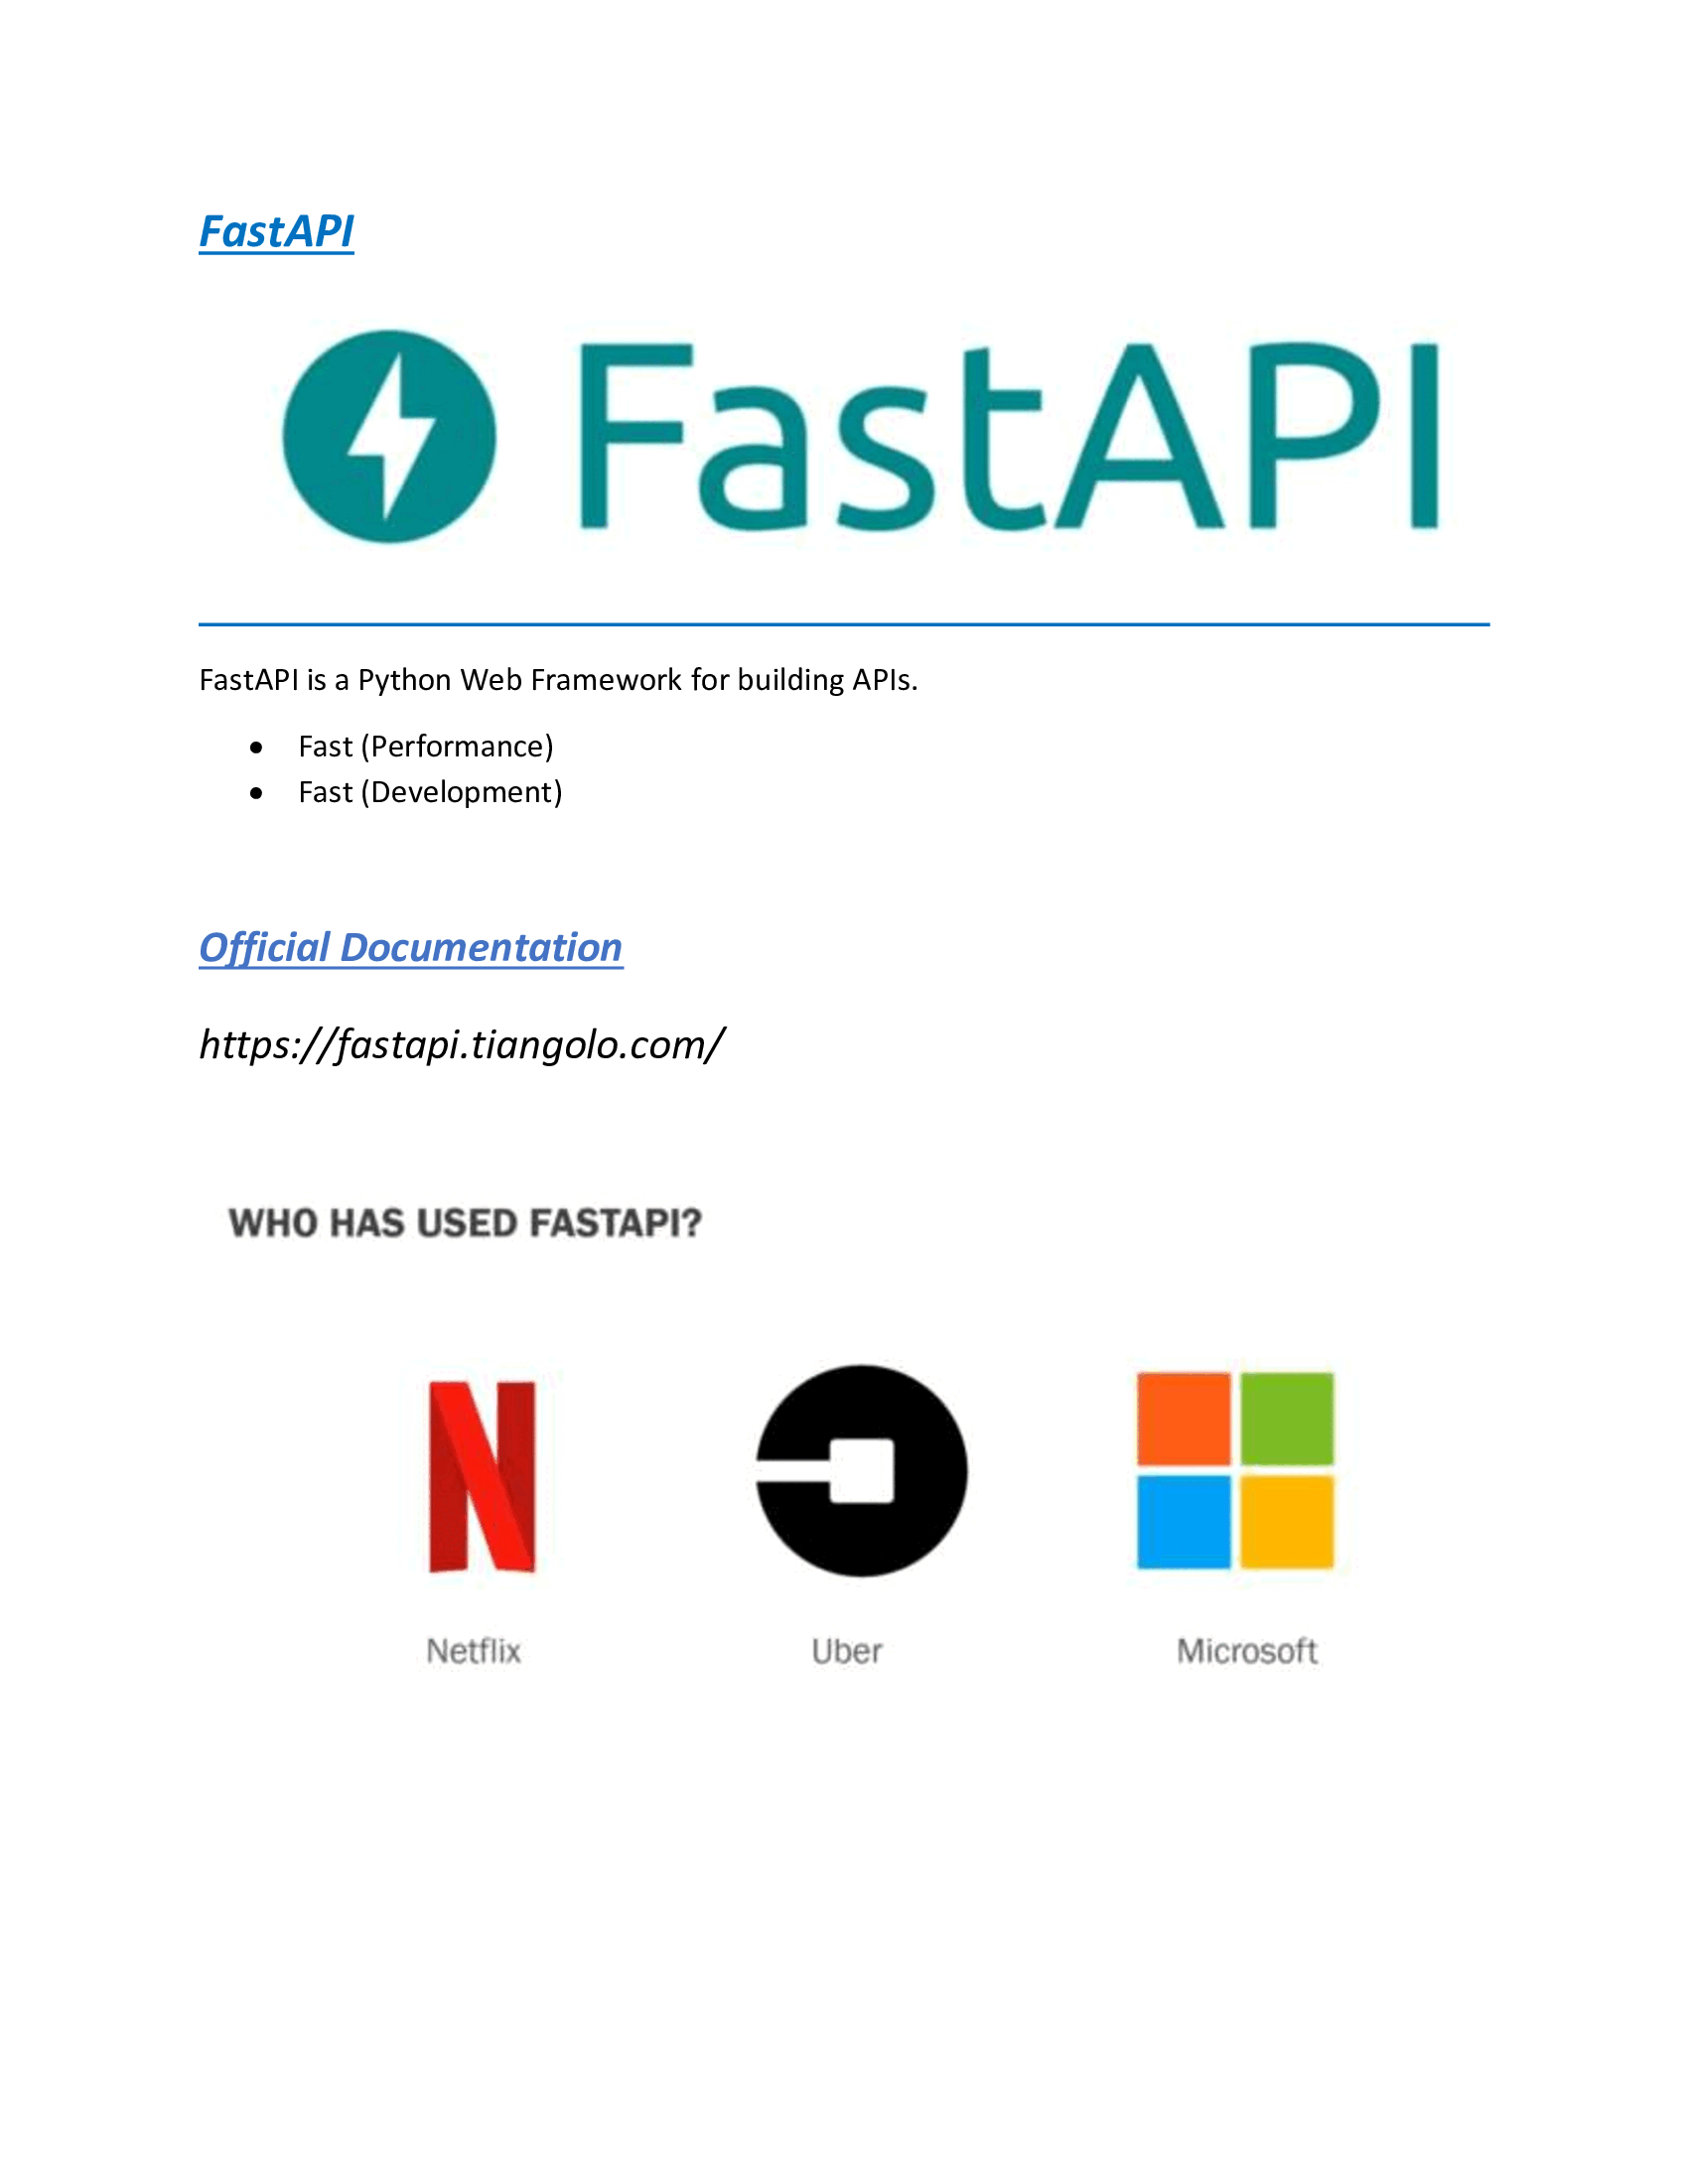 FastAPI
FastAPI
FastAPI is a Python Web Framework for building APIs.
• Fast (Performance)
• Fast (Development)
Official Documentation
https://fastapi.tiangolo.com/
WHO HAS USED FASTAPI?
Netflix Uber Microsoft